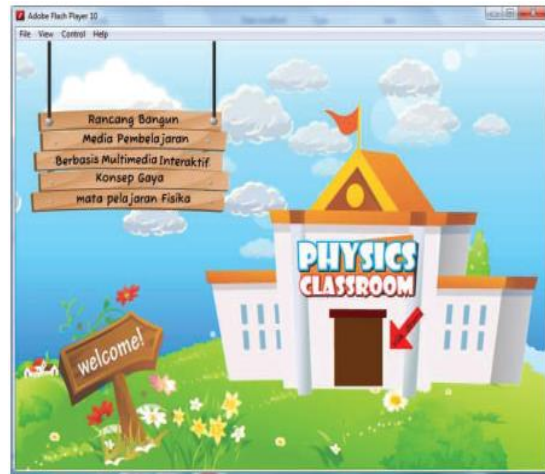 Adobe Flash Player 10
File View Control Help
Rancang Bangun
Media Pembelajaran
Berbasis Multimedia Interaktif
Konsep Gaya
mata pelajaran Fisika
PHYSICS
CLASSROOM
welcome!